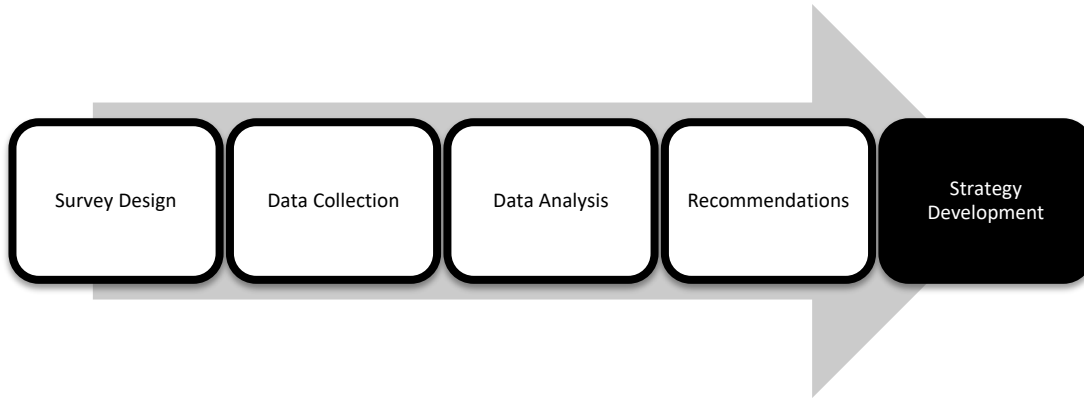 Survey Design
Data Collection
Data Analysis
Recommendations
Strategy
Development